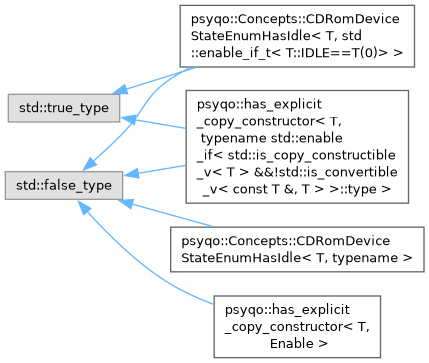 psyqo::Concepts::CDRomDevice
StateEnumHasIdle< T, std
::enable_if_t< T::IDLE==T(0)> >
std::true_type
psyqo::has_explicit
_copy_constructor< T,
typename std::enable
_if< std::is_copy_constructible
_v< T > &&!std::is_convertible
_v< const T &, T > >::type >
std::false_type
psyqo::Concepts::CDRomDevice
StateEnumHasIdle< T, typename >
psyqo::has_explicit
_copy_constructor< T,
Enable >